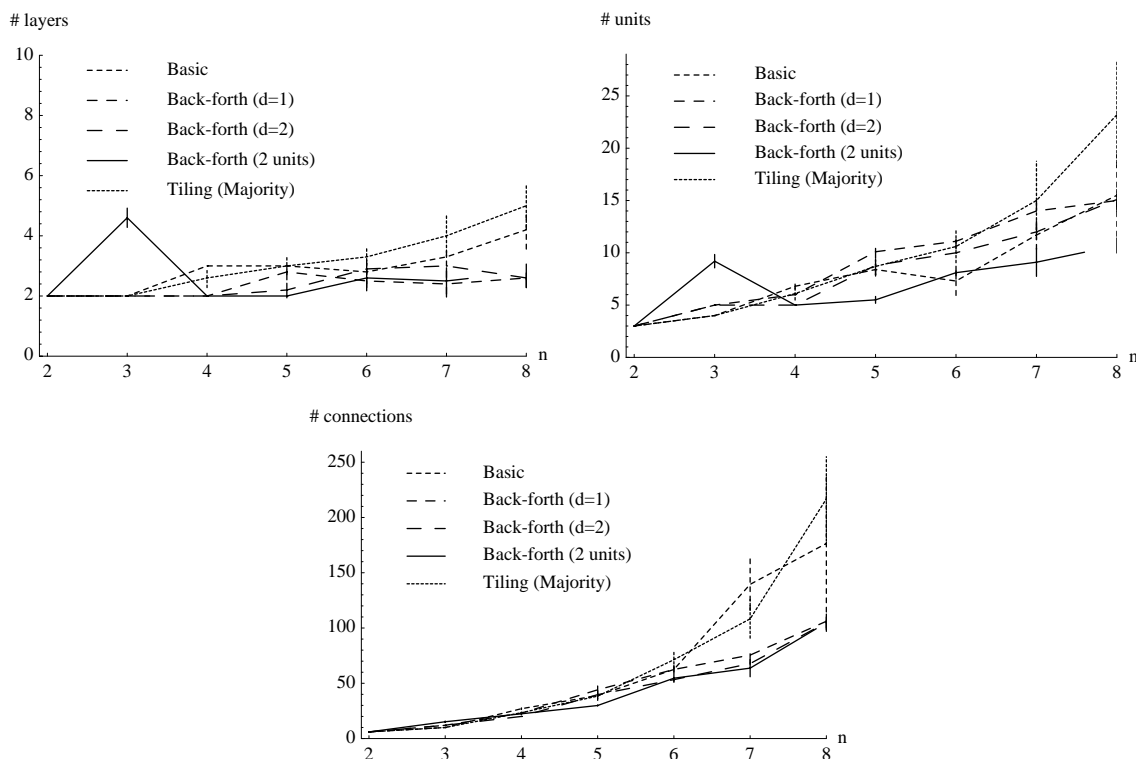 # layers
10
8
6
4
2
0
Basic
Back-forth (d=1)
Back-forth (d=2)
Back-forth (2 units)
Tiling (Majority)
2 3 4 5 6 7 8
n
# units
25
20
15
10
5
0
Basic
Back-forth (d=1)
Back-forth (d=2)
Back-forth (2 units)
Tiling (Majority)
2 3 4 5 6 7 8
n
# connections
250
200
150
100
50
0
Basic
Back-forth (d=1)
Back-forth (d=2)
Back-forth (2 units)
Tiling (Majority)
2 3 4 5 6 7 8
n